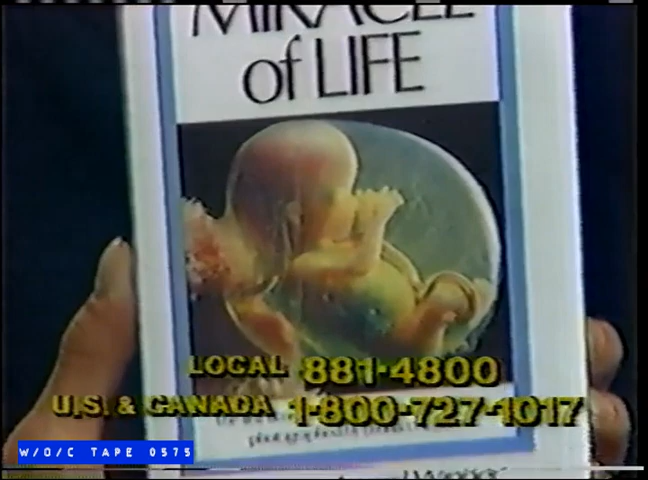 MIRACLE
of LIFE
LOCAL 881-4800
U.S. & CANADA 1-800-727-1017
W/O/C TAPE 0575